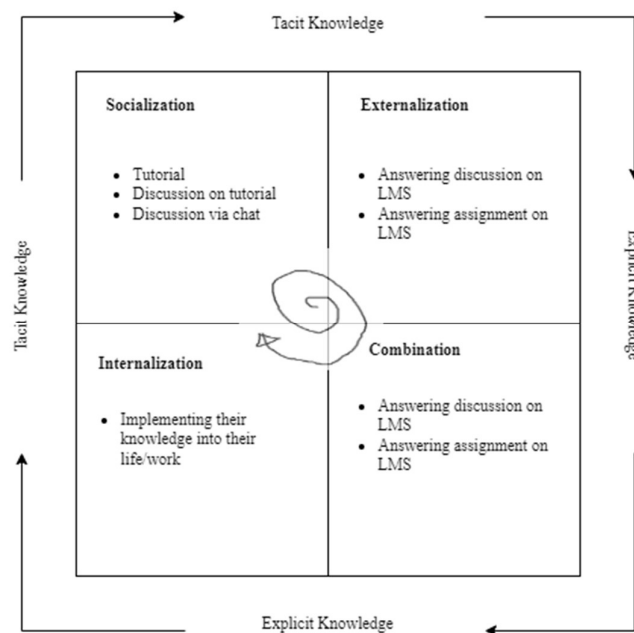 Tacit Knowledge
Socialization
• Tutorial
• Discussion on tutorial
• Discussion via chat
Externalization
• Answering discussion on
LMS
• Answering assignment on
LMS
Tacit Knowledge
Explicit Knowledge
Internalization
• Implementing their
knowledge into their
life/work
Combination
• Answering discussion on
LMS
• Answering assignment on
LMS
Explicit Knowledge